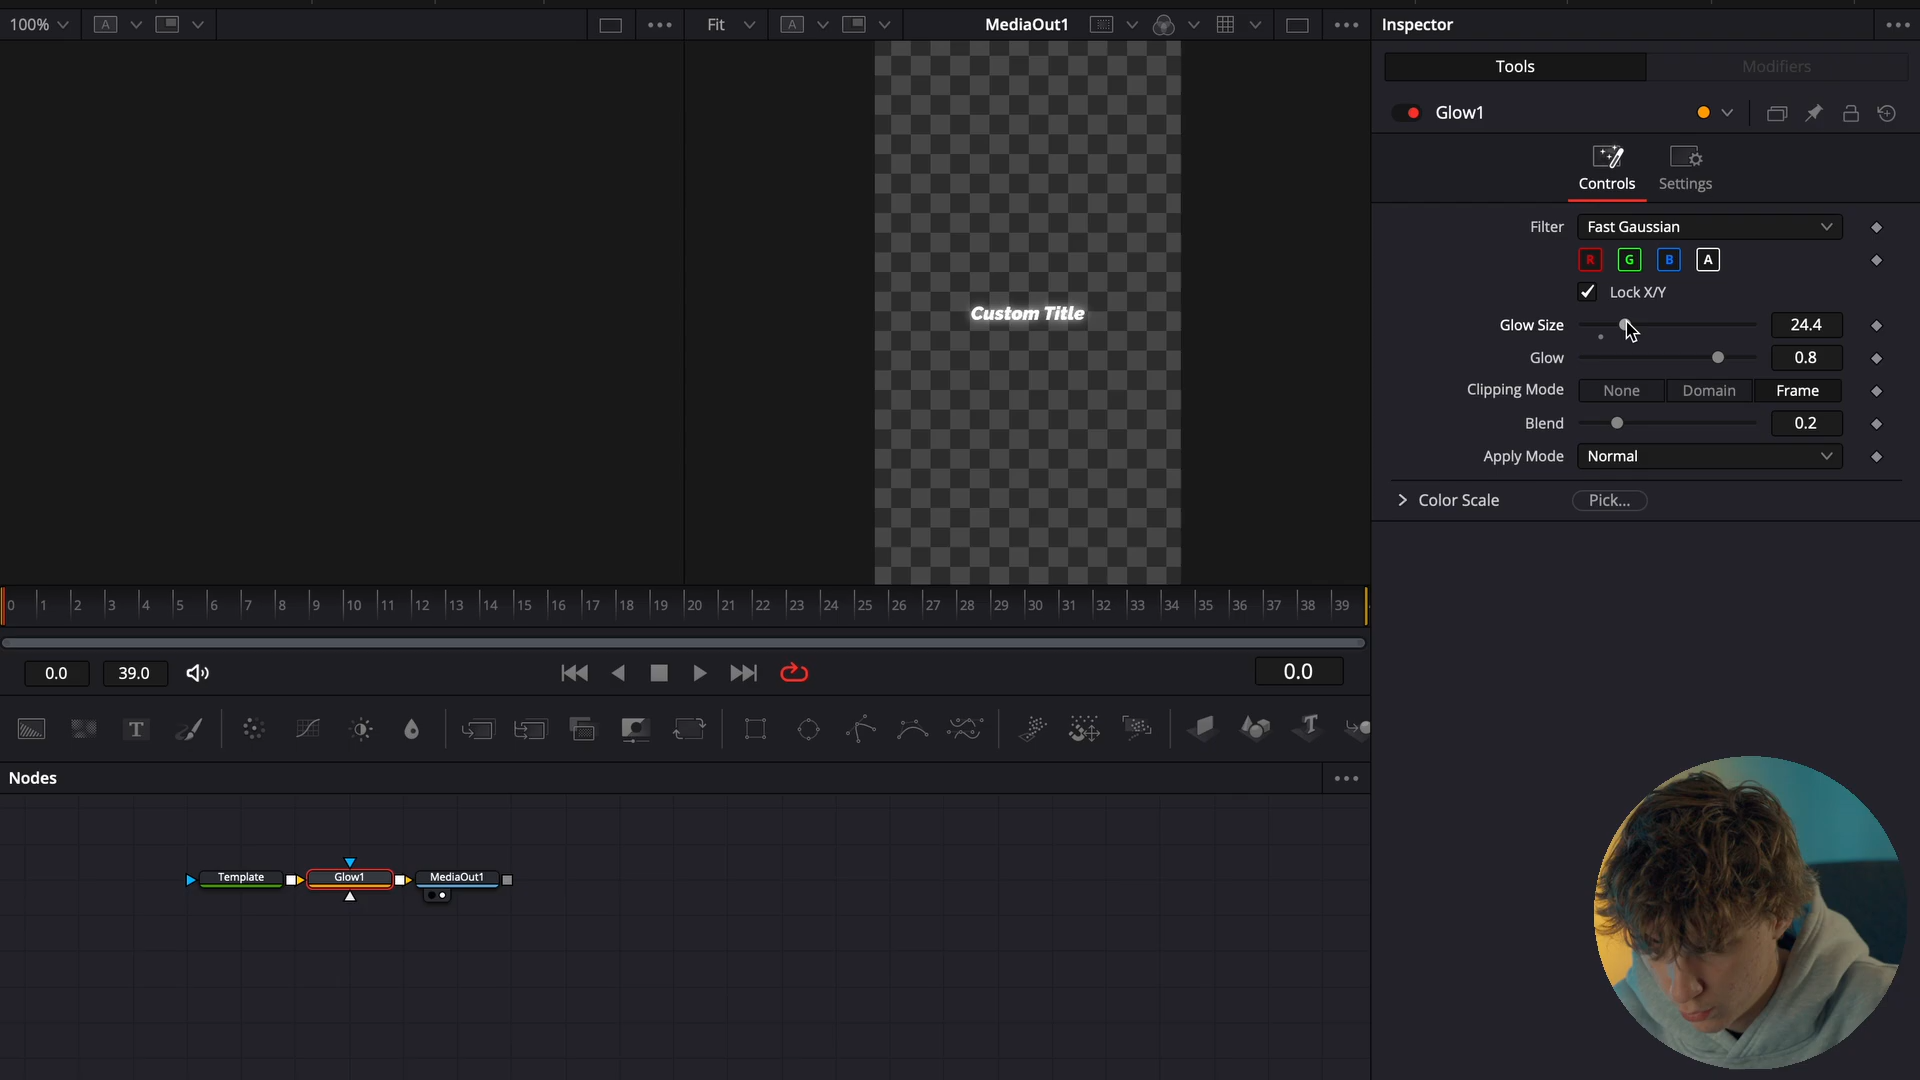 100%
A
Fit
A
MediaOut1
Inspector
Tools
Modifiers
Glow1
Controls
Settings
Filter
Fast Gaussian
R
G
B
A
Lock X/Y
Custom Title
Glow Size
24.4
Glow
0.8
Clipping Mode
None
Domain
Frame
Blend
0.2
Apply Mode
Normal
Color Scale
Pick...
0 1 2 3 4 5 6 7 8 9 10 11 12 13 14 15 16 17 18 19 20 21 22 23 24 25 26 27 28 29 30 31 32 33 34 35 36 37 38 39
0.0
39.0
0.0
T
T
Nodes
Template
Glow1
MediaOut1